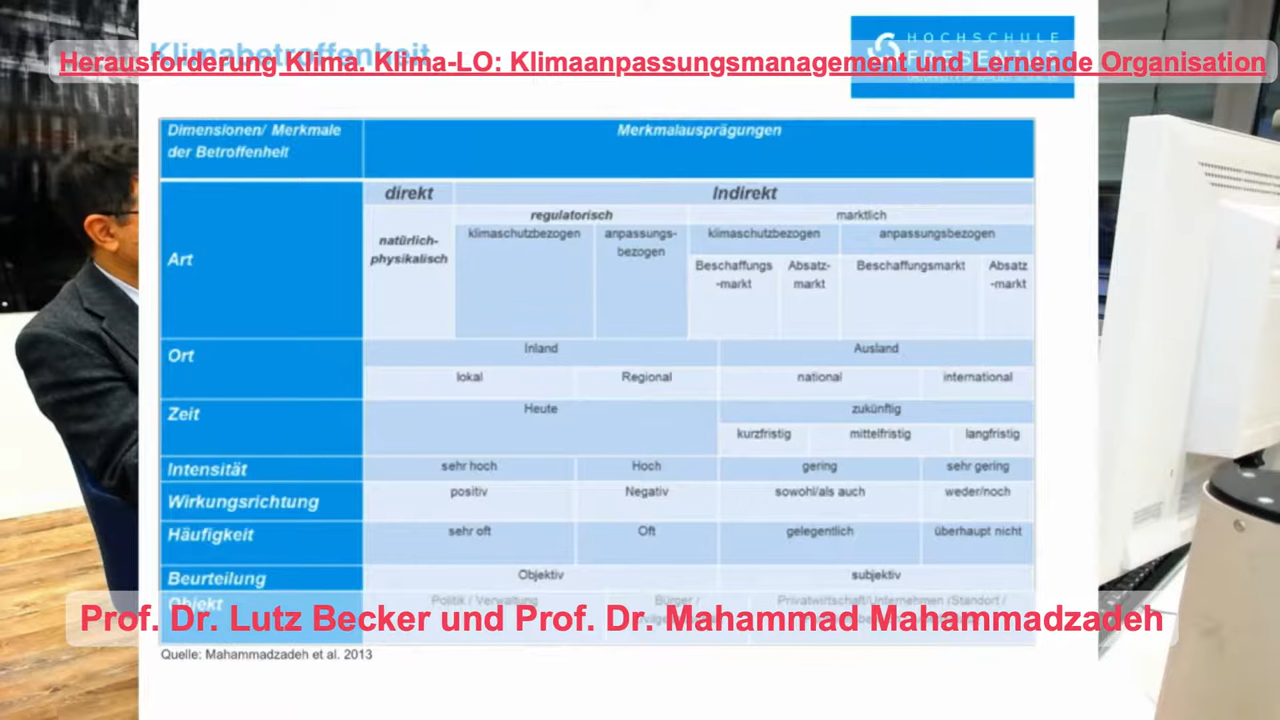 Klimabetroffenheit
HOCHSCHULE
FRESENIUS
Herausforderung Klima. Klima-LO: Klimaanpassungsmanagement und Lernende Organisation
Dimensionen/ Merkmale
der Betroffenheit
Merkmalausprägungen
Art
direkt
Indirekt
natürlich-
physikalisch
regulatorisch
marktlich
klimaschutzbezogen
anpassungs-
bezogen
klimaschutzbezogen
anpassungsbezogen
Beschaffungs
-markt
Absatz-
markt
Beschaffungsmarkt
Absatz
-markt
Ort
Inland
Ausland
lokal
Regional
national
international
Zeit
Heute
zukünftig
kurzfristig
mittelfristig
langfristig
Intensität
sehr hoch
Hoch
gering
sehr gering
Wirkungsrichtung
positiv
Negativ
sowohl/als auch
weder/noch
Häufigkeit
sehr oft
Oft
gelegentlich
überhaupt nicht
Beurteilung
Objektiv
subjektiv
Objekt
Politik / Verwaltung
Bürger /
Privatwirtschaft/Unternehmen (Standort /
Prof. Dr. Lutz Becker und Prof. Dr. Mahammad Mahammadzadeh
Quelle: Mahammadzadeh et al. 2013